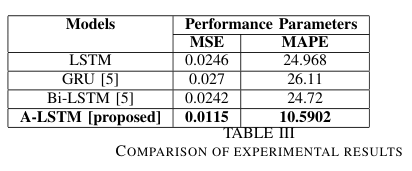 Models Performance Parameters
MSE MAPE
LSTM 0.0246 24.968
GRU [5] 0.027 26.11
Bi-LSTM [5] 0.0242 24.72
A-LSTM [proposed] 0.0115 10.5902
TABLE III
COMPARISON OF EXPERIMENTAL RESULTS